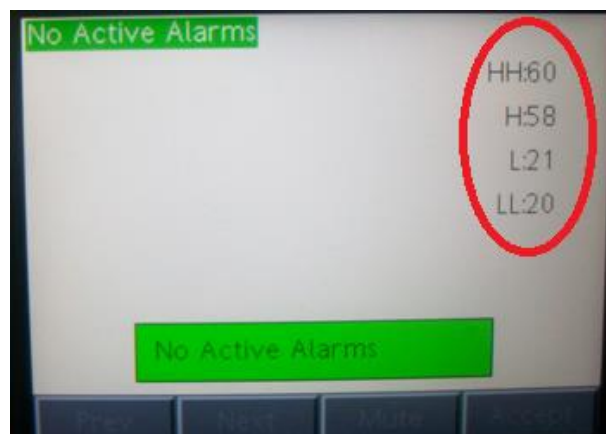 No Active Alarms
HH:60
H:58
L:21
LL:20
No Active Alarms
Prev Next Mute Accept